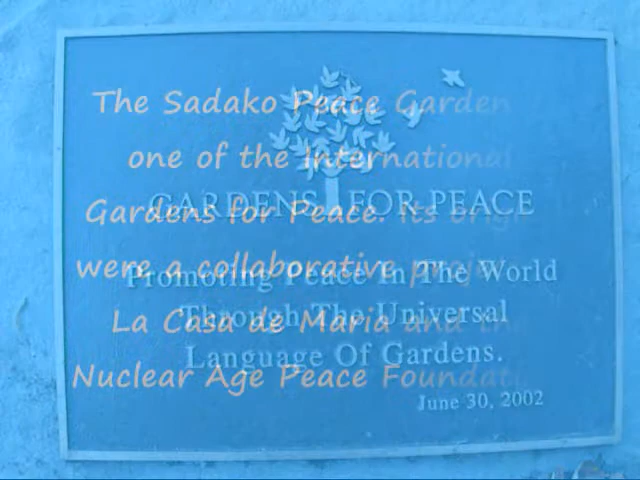 The Sadako Peace Garden
one of the International
Gardens for Peace. Its
were a collaborative
La Casa de Maria and
Nuclear Age Peace
GARDENS FOR PEACE
Promoting Peace In The World
Through The Universal
Language Of Gardens.
June 30, 2002